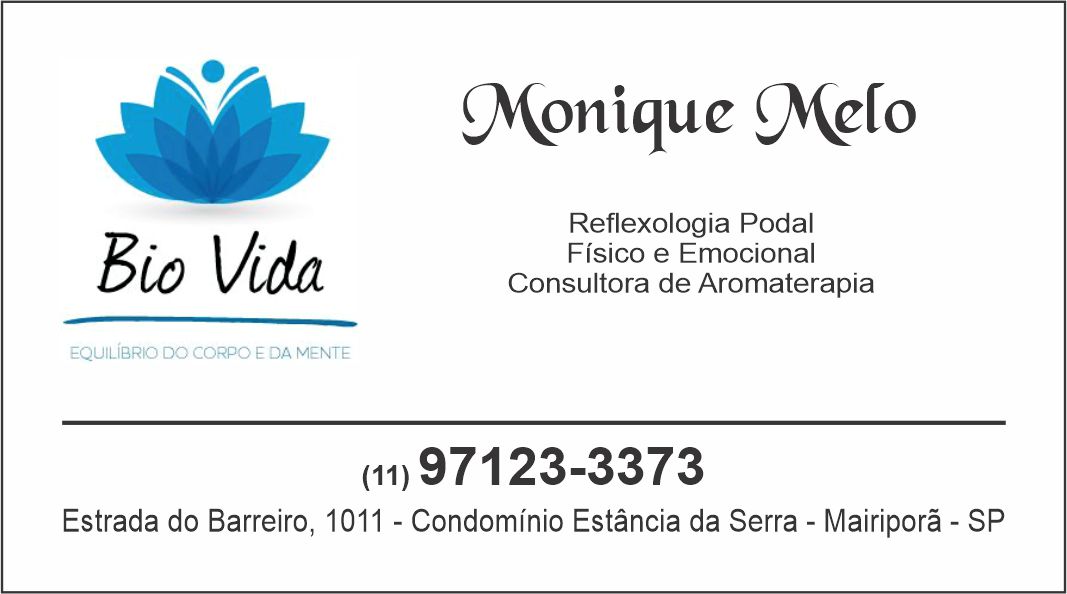 Bio Vida
EQUILÍBRIO DO CORPO E DA MENTE
Monique Melo
Reflexologia Podal
Físico e Emocional
Consultora de Aromaterapia
(11) 97123-3373
Estrada do Barreiro, 1011 - Condomínio Estância da Serra - Mairiporã - SP